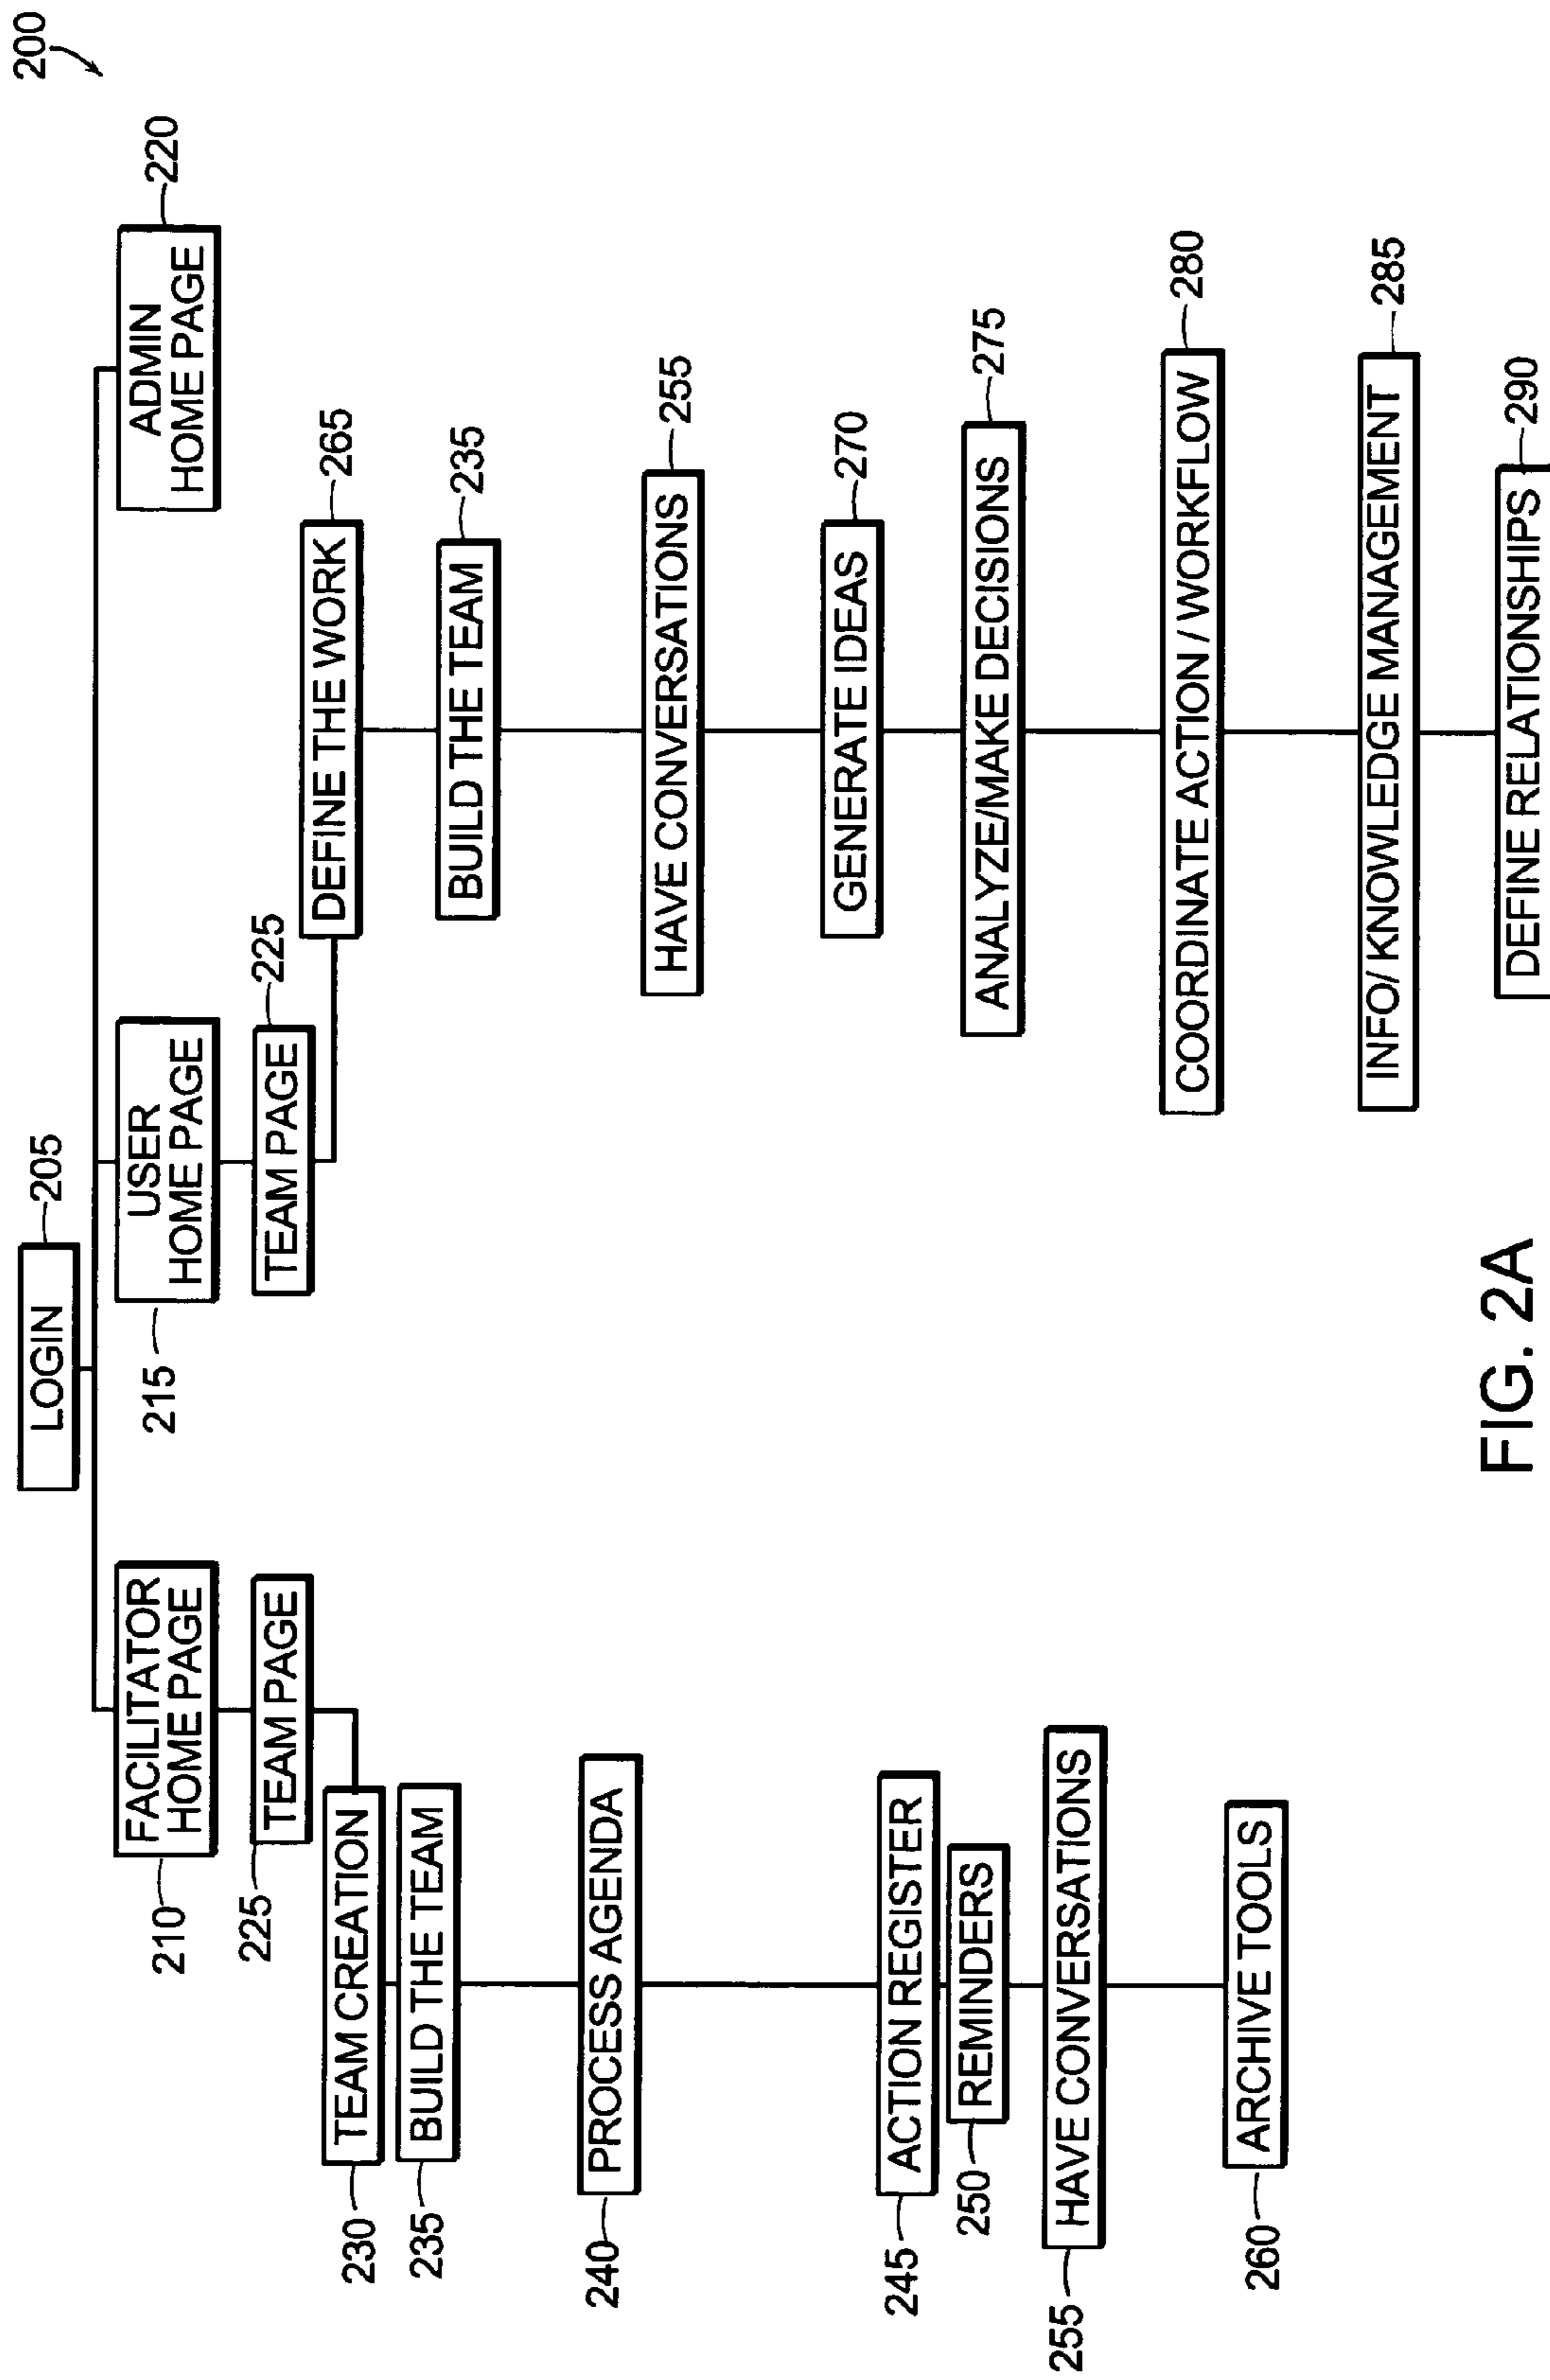 200
LOGIN
205
FACILITATOR
HOME PAGE
210
USER
HOME PAGE
215
ADMIN
HOME PAGE
220
TEAM PAGE
225
TEAM PAGE
225
TEAM CREATION
230
BUILD THE TEAM
235
PROCESS AGENDA
240
ACTION REGISTER
245
REMINDERS
250
HAVE CONVERSATIONS
255
ARCHIVE TOOLS
260
DEFINE THE WORK
265
BUILD THE TEAM
235
HAVE CONVERSATIONS
255
GENERATE IDEAS
270
ANALYZE/MAKE DECISIONS
275
COORDINATE ACTION / WORKFLOW
280
INFO/ KNOWLEDGE MANAGEMENT
285
DEFINE RELATIONSHIPS
290
FIG. 2A